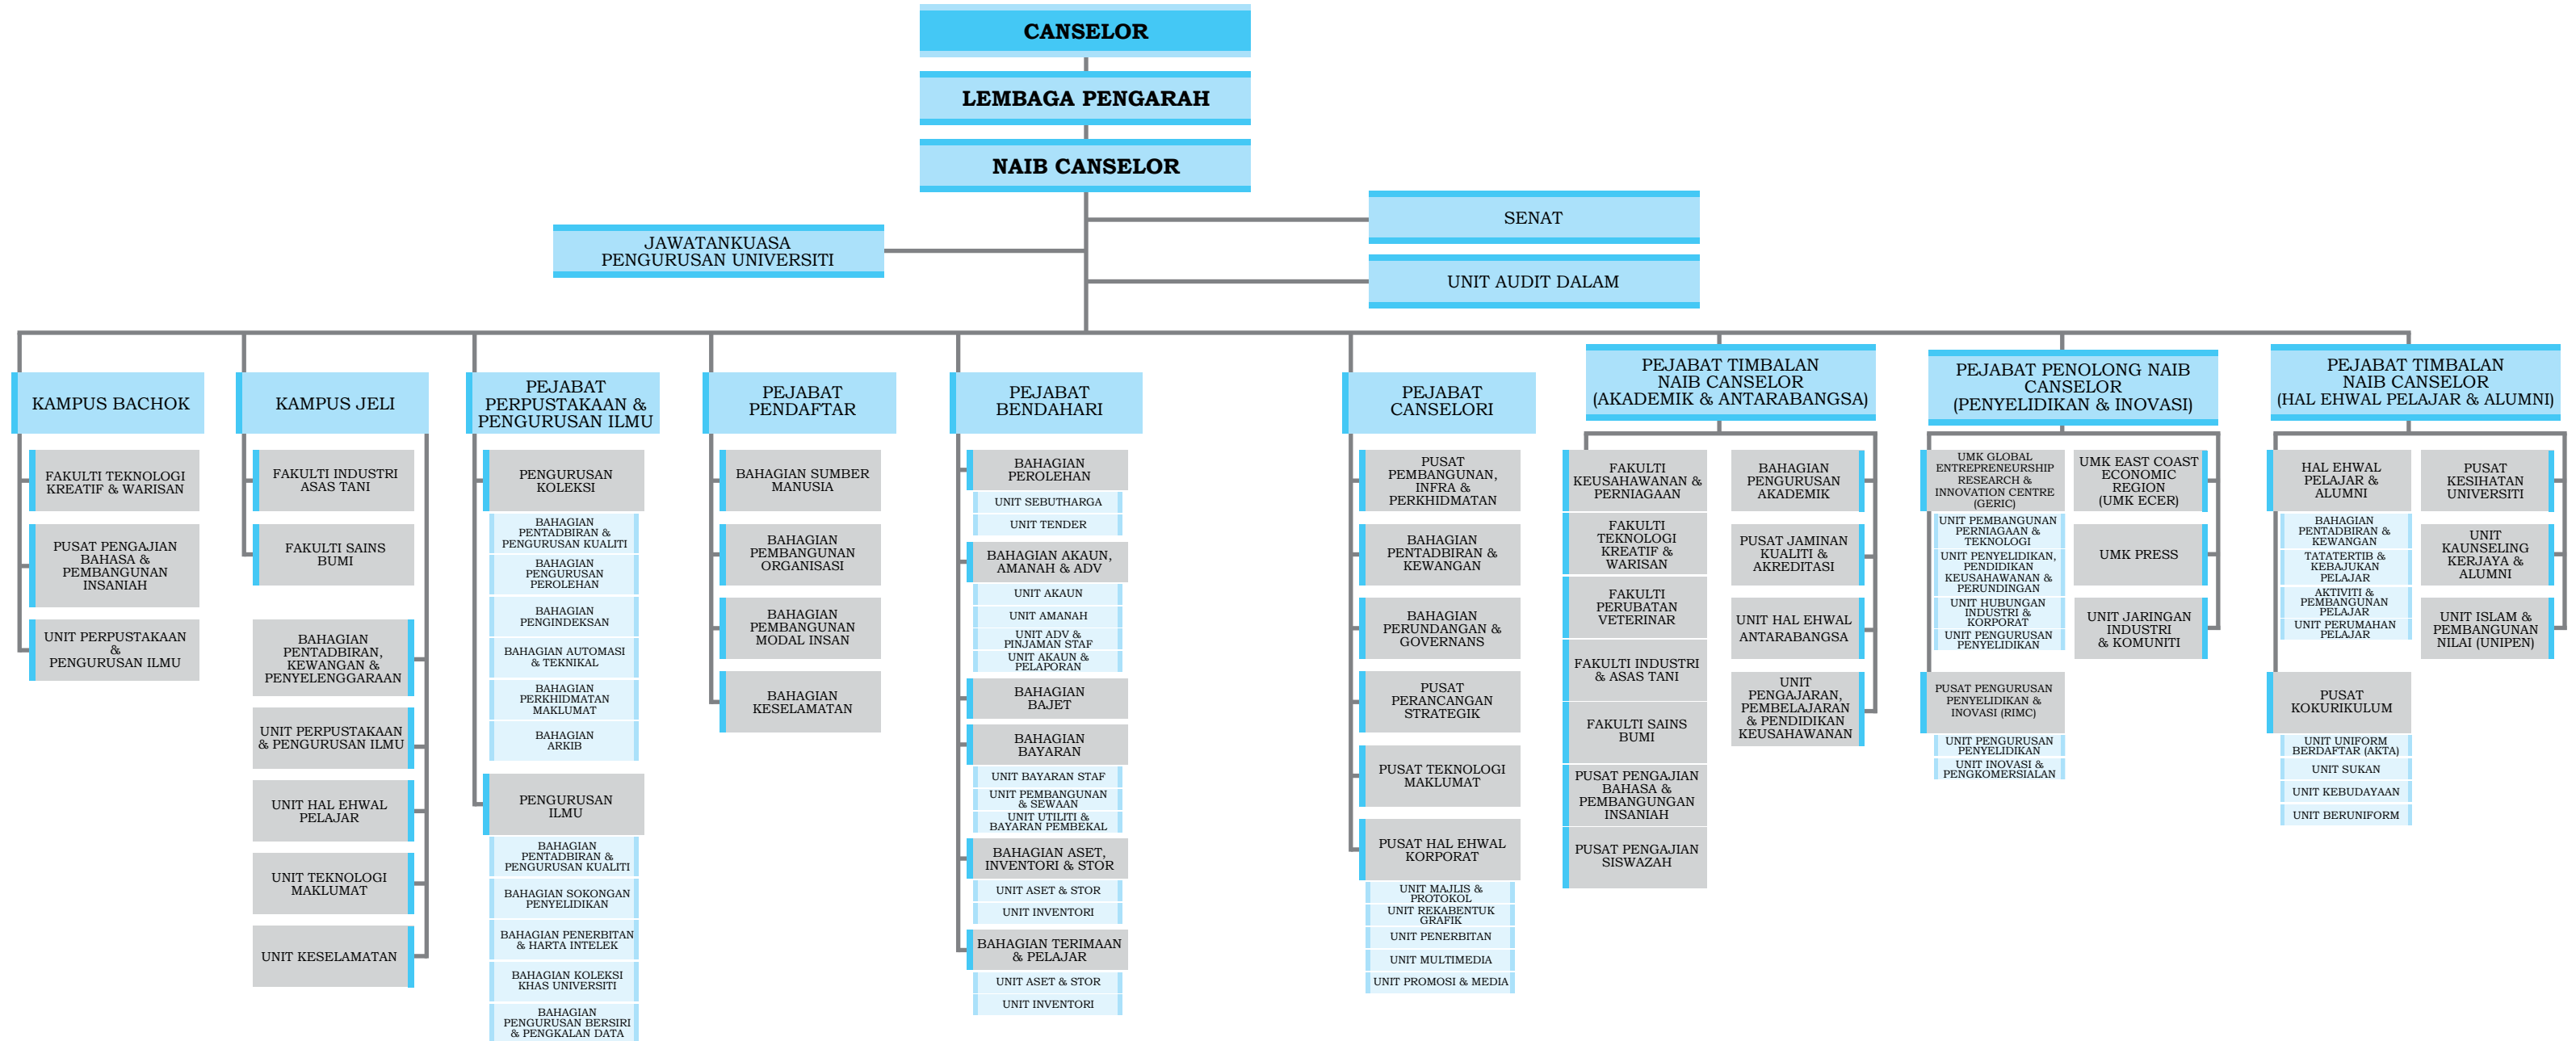 CANSELOR
LEMBAGA PENGARAH
NAIB CANSELOR
SENAT
JAWATANKUASA
PENGURUSAN UNIVERSITI
UNIT AUDIT DALAM
KAMPUS BACHOK
FAKULTI TEKNOLOGI
KREATIF & WARISAN
PUSAT PENGAJIAN
BAHASA &
PEMBANGUNAN
INSANIAH
UNIT PERPUSTAKAAN
&
PENGURUSAN ILMU
KAMPUS JELI
FAKULTI INDUSTRI
ASAS TANI
FAKULTI SAINS
BUMI
BAHAGIAN
PENTADBIRAN,
KEWANGAN &
PENYELENGGARAAN
UNIT PERPUSTAKAAN
& PENGURUSAN ILMU
UNIT HAL EHWAL
PELAJAR
UNIT TEKNOLOGI
MAKLUMAT
UNIT KESELAMATAN
PEJABAT
PERPUSTAKAAN &
PENGURUSAN ILMU
PENGURUSAN
KOLEKSI
BAHAGIAN
PENTADBIRAN &
PENGURUSAN KUALITI
BAHAGIAN
PENGURUSAN
PEROLEHAN
BAHAGIAN
PENGINDEKSAN
BAHAGIAN AUTOMASI
& TEKNIKAL
BAHAGIAN
PERKHIDMATAN
MAKLUMAT
BAHAGIAN
ARKIB
PENGURUSAN
ILMU
BAHAGIAN
PENTADBIRAN &
PENGURUSAN KUALITI
BAHAGIAN SOKONGAN
PENYELIDIKAN
BAHAGIAN PENERBITAN
& HARTA INTELEK
BAHAGIAN KOLEKSI
KHAS UNIVERSITI
BAHAGIAN
PENGURUSAN BERSIRI
& PENGKALAN DATA
PEJABAT
PENDAFTAR
BAHAGIAN SUMBER
MANUSIA
BAHAGIAN
PEMBANGUNAN
ORGANISASI
BAHAGIAN
PEMBANGUNAN
MODAL INSAN
BAHAGIAN
KESELAMATAN
PEJABAT
BENDAHARI
BAHAGIAN
PEROLEHAN
UNIT SEBUTHARGA
UNIT TENDER
BAHAGIAN AKAUN,
AMANAH & ADV
UNIT AKAUN
UNIT AMANAH
UNIT ADV &
PINJAMAN STAF
UNIT AKAUN &
PELAPORAN
BAHAGIAN
BAJET
BAHAGIAN
BAYARAN
UNIT BAYARAN STAF
UNIT PEMBANGUNAN
& SEWAAN
UNIT UTILITI &
BAYARAN PEMBEKAL
BAHAGIAN ASET,
INVENTORI & STOR
UNIT ASET & STOR
UNIT INVENTORI
BAHAGIAN TERIMAAN
& PELAJAR
UNIT ASET & STOR
UNIT INVENTORI
PEJABAT
CANSELORI
PUSAT
PEMBANGUNAN,
INFRA &
PERKHIDMATAN
BAHAGIAN
PENTADBIRAN &
KEWANGAN
BAHAGIAN
PERUNDANGAN &
GOVERNANS
PUSAT
PERANCANGAN
STRATEGIK
PUSAT TEKNOLOGI
MAKLUMAT
PUSAT HAL EHWAL
KORPORAT
UNIT MAJLIS &
PROTOKOL
UNIT REKABENTUK
GRAFIK
UNIT PENERBITAN
UNIT MULTIMEDIA
UNIT PROMOSI & MEDIA
PEJABAT TIMBALAN
NAIB CANSELOR
(AKADEMIK & ANTARABANGSA)
FAKULTI
KEUSAHAWANAN &
PERNIAGAAN
FAKULTI
TEKNOLOGI
KREATIF &
WARISAN
FAKULTI
PERUBATAN
VETERINAR
FAKULTI INDUSTRI
& ASAS TANI
FAKULTI SAINS
BUMI
PUSAT PENGAJIAN
BAHASA &
PEMBANGUNGAN
INSANIAH
PUSAT PENGAJIAN
SISWAZAH
BAHAGIAN
PENGURUSAN
AKADEMIK
PUSAT JAMINAN
KUALITI &
AKREDITASI
UNIT HAL EHWAL
ANTARABANGSA
UNIT
PENGAJARAN,
PEMBELAJARAN
& PENDIDIKAN
KEUSAHAWANAN
PEJABAT PENOLONG NAIB
CANSELOR
(PENYELIDIKAN & INOVASI)
UMK GLOBAL
ENTREPRENEURSHIP
RESEARCH &
INNOVATION CENTRE
(GERIC)
UNIT PEMBANGUNAN
PERNIAGAAN &
TEKNOLOGI
UNIT PENYELIDIKAN,
PENDIDIKAN
KEUSAHAWANAN &
PERUNDINGAN
UNIT HUBUNGAN
INDUSTRI &
KORPORAT
UNIT PENGURUSAN
PENYELIDIKAN
PUSAT PENGURUSAN
PENYELIDIKAN &
INOVASI (RIMC)
UNIT PENGURUSAN
PENYELIDIKAN
UNIT INOVASI &
PENGKOMERSIALAN
UMK EAST COAST
ECONOMIC
REGION
(UMK ECER)
UMK PRESS
UNIT JARINGAN
INDUSTRI
& KOMUNITI
PEJABAT TIMBALAN
NAIB CANSELOR
(HAL EHWAL PELAJAR & ALUMNI)
HAL EHWAL
PELAJAR &
ALUMNI
BAHAGIAN
PENTADBIRAN &
KEWANGAN
TATATERTIB &
KEBAJUKAN
PELAJAR
AKTIVITI &
PEMBANGUNAN
PELAJAR
UNIT PERUMAHAN
PELAJAR
PUSAT
KOKURIKULUM
UNIT UNIFORM
BERDAFTAR (AKTA)
UNIT SUKAN
UNIT KEBUDAYAAN
UNIT BERUNIFORM
PUSAT
KESIHATAN
UNIVERSITI
UNIT
KAUNSELING
KERJAYA &
ALUMNI
UNIT ISLAM &
PEMBANGUNAN
NILAI (UNIPEN)